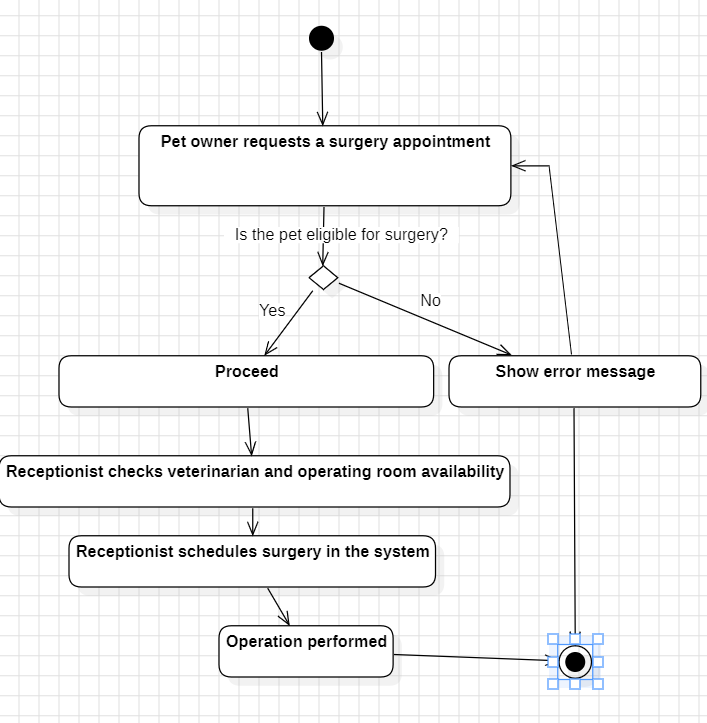 Pet owner requests a surgery appointment
Is the pet eligible for surgery?
Yes
No
Proceed
Show error message
Receptionist checks veterinarian and operating room availability
Receptionist schedules surgery in the system
Operation performed